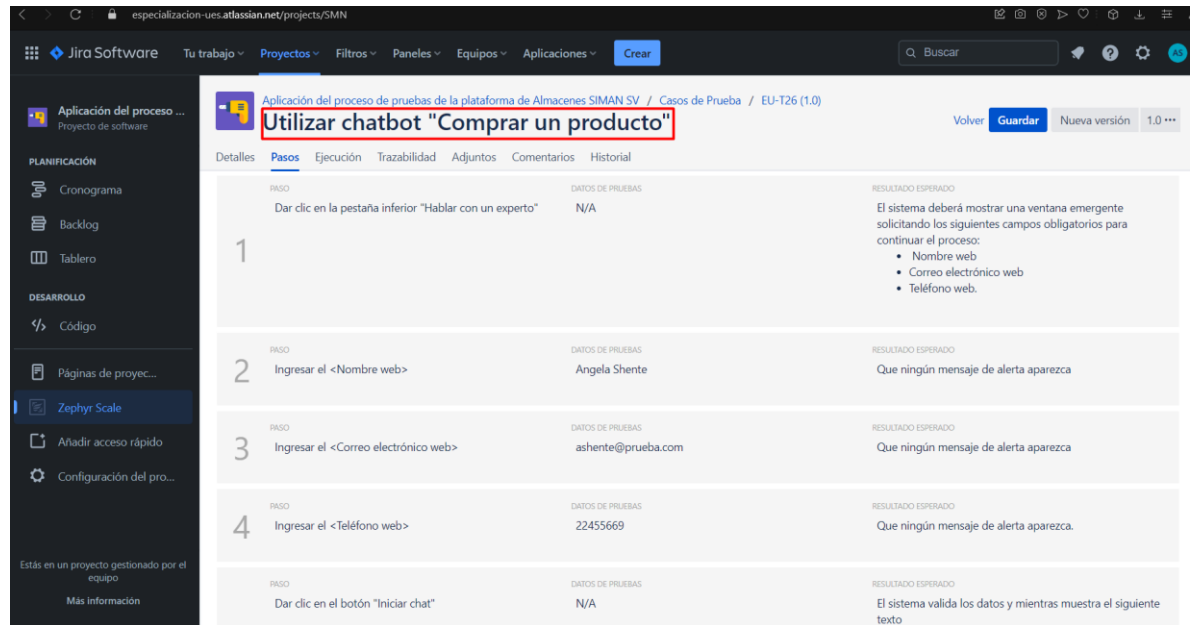 especializacion-ues.atlassian.net/projects/SMN
Jira Software
Tu trabajo
Proyectos
Filtros
Paneles
Equipos
Aplicaciones
Crear
Buscar
AS
Aplicación del proceso ...
Proyecto de software
PLANIFICACIÓN
Cronograma
Backlog
Tablero
DESARROLLO
Código
Páginas de proyec...
Zephyr Scale
Añadir acceso rápido
Configuración del pro...
Estás en un proyecto gestionado por el
equipo
Más información
Aplicación del proceso de pruebas de la plataforma de Almacenes SIMAN SV / Casos de Prueba / EU-T26 (1.0)
Utilizar chatbot "Comprar un producto"
Volver
Guardar
Nueva versión
1.0 ···
Detalles
Pasos
Ejecución
Trazabilidad
Adjuntos
Comentarios
Historial
1
PASO
Dar clic en la pestaña inferior "Hablar con un experto"
DATOS DE PRUEBAS
N/A
RESULTADO ESPERADO
El sistema deberá mostrar una ventana emergente
solicitando los siguientes campos obligatorios para
continuar el proceso:
• Nombre web
• Correo electrónico web
• Teléfono web.
2
PASO
Ingresar el <Nombre web>
DATOS DE PRUEBAS
Angela Shente
RESULTADO ESPERADO
Que ningún mensaje de alerta aparezca
3
PASO
Ingresar el <Correo electrónico web>
DATOS DE PRUEBAS
ashente@prueba.com
RESULTADO ESPERADO
Que ningún mensaje de alerta aparezca
4
PASO
Ingresar el <Teléfono web>
DATOS DE PRUEBAS
22455669
RESULTADO ESPERADO
Que ningún mensaje de alerta aparezca.
PASO
Dar clic en el botón "Iniciar chat"
DATOS DE PRUEBAS
N/A
RESULTADO ESPERADO
El sistema valida los datos y mientras muestra el siguiente
texto